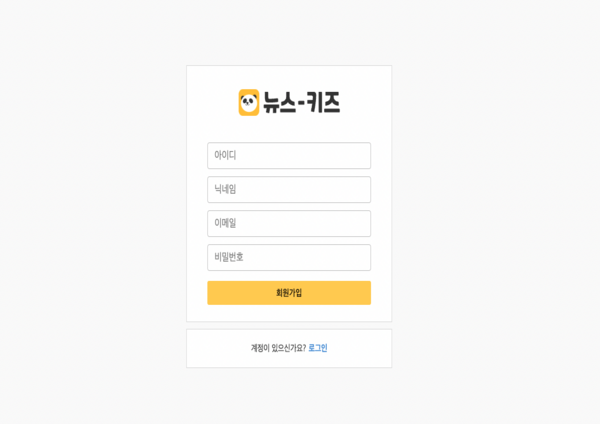 뉴스-키즈
아이디
닉네임
이메일
비밀번호
회원가입
계정이 있으신가요? 로그인